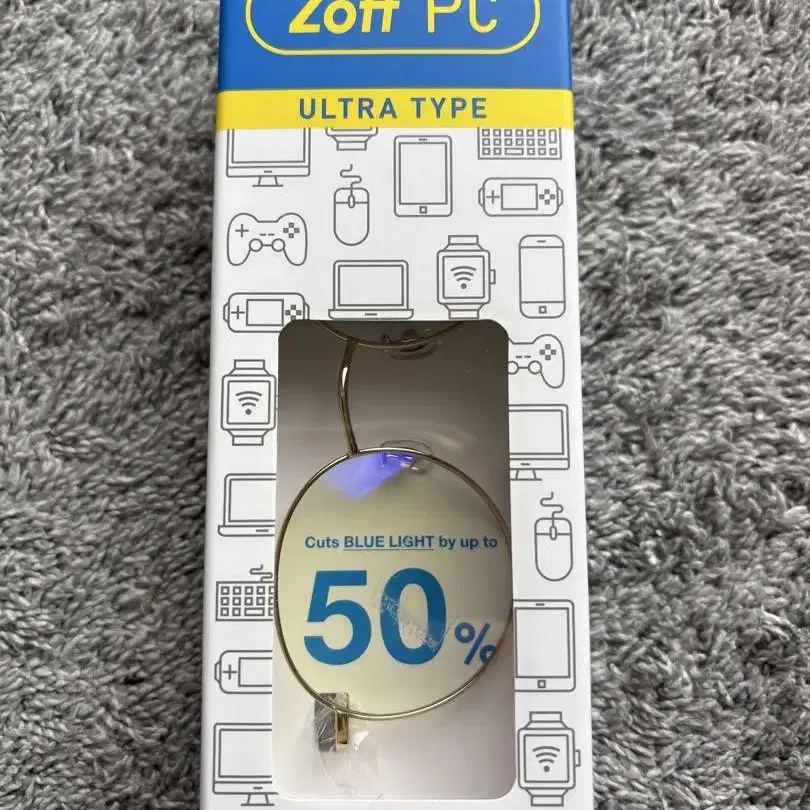 Zoff PC
ULTRA TYPE
Cuts BLUE LIGHT by up to
50%